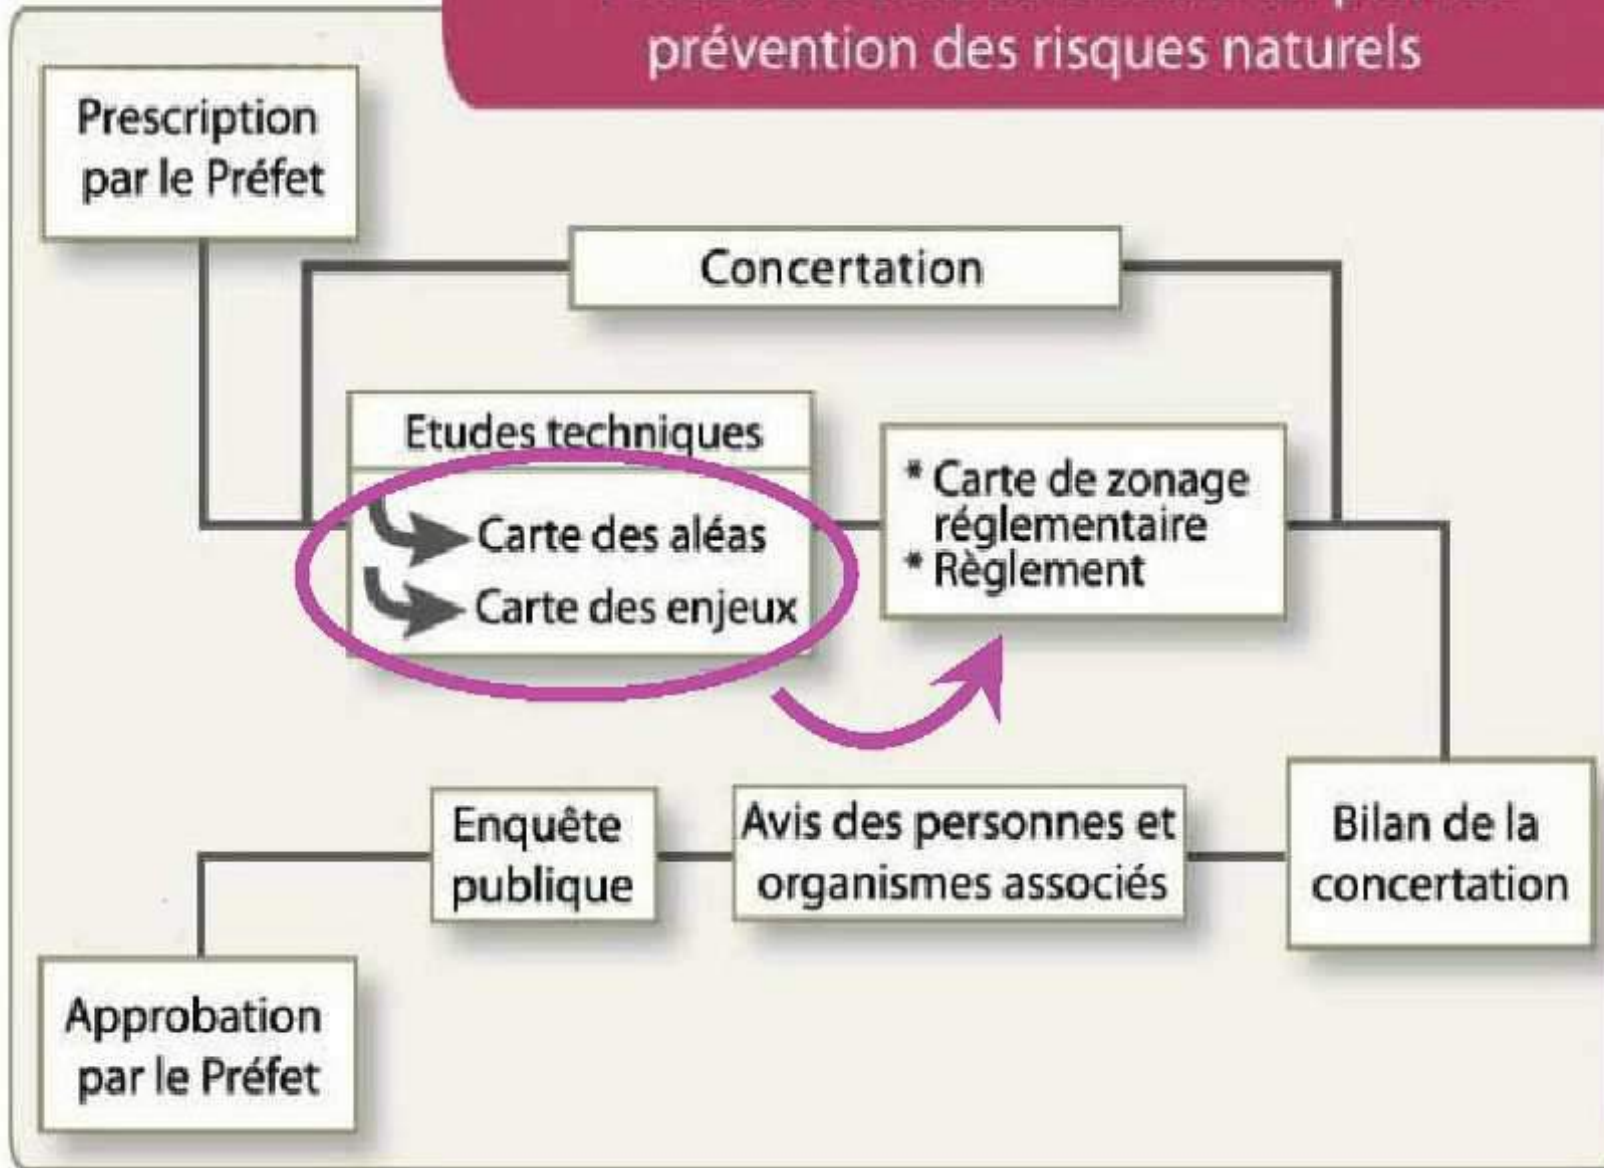 prévention des risques naturels
Prescription
par le Préfet
Concertation
Etudes techniques
Carte des aléas
Carte des enjeux
* Carte de zonage
réglementaire
* Règlement
Bilan de la
concertation
Avis des personnes et
organismes associés
Enquête
publique
Approbation
par le Préfet